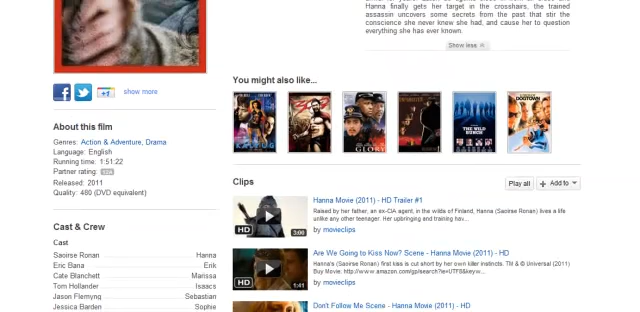 Hanna finally gets her target in the crosshairs, the trained
assassin uncovers some secrets from the past that stir the
conscience she never knew she had, and cause her to question
everything she has ever known.
Show less
+1
show more
You might also like...
300
GLORY
THE WILD
BUNCH
DOGTOWN
About this film
Genres: Action & Adventure, Drama
Language: English
Running time: 1:51:22
Partner rating:
Released: 2011
Quality: 480 (DVD equivalent)
Clips
Play all
+ Add to
Hanna Movie (2011) - HD Trailer #1
Raised by her father, an ex-CIA agent, in the wilds of Finland, Hanna (Saoirse Ronan) lives a life
unlike any other teenager. Her upbringing and training hav...
by movieclips
HD
3:00
Are We Going to Kiss Now? Scene - Hanna Movie (2011) - HD
Hanna's (Saoirse Ronan) first kiss is cut short by her own killer instincts. TM & © Universal (2011)
Buy Movie: http://www.amazon.com/gp/search?ie=UTF8&keyw...
by movieclips
HD
1:41
Don't Follow Me Scene - Hanna Movie (2011) - HD
Cast & Crew
Cast
Saoirse Ronan Hanna
Eric Bana Erik
Cate Blanchett Marissa
Tom Hollander Isaacs
Jason Flemyng Sebastian
Jessica Barden Sophie